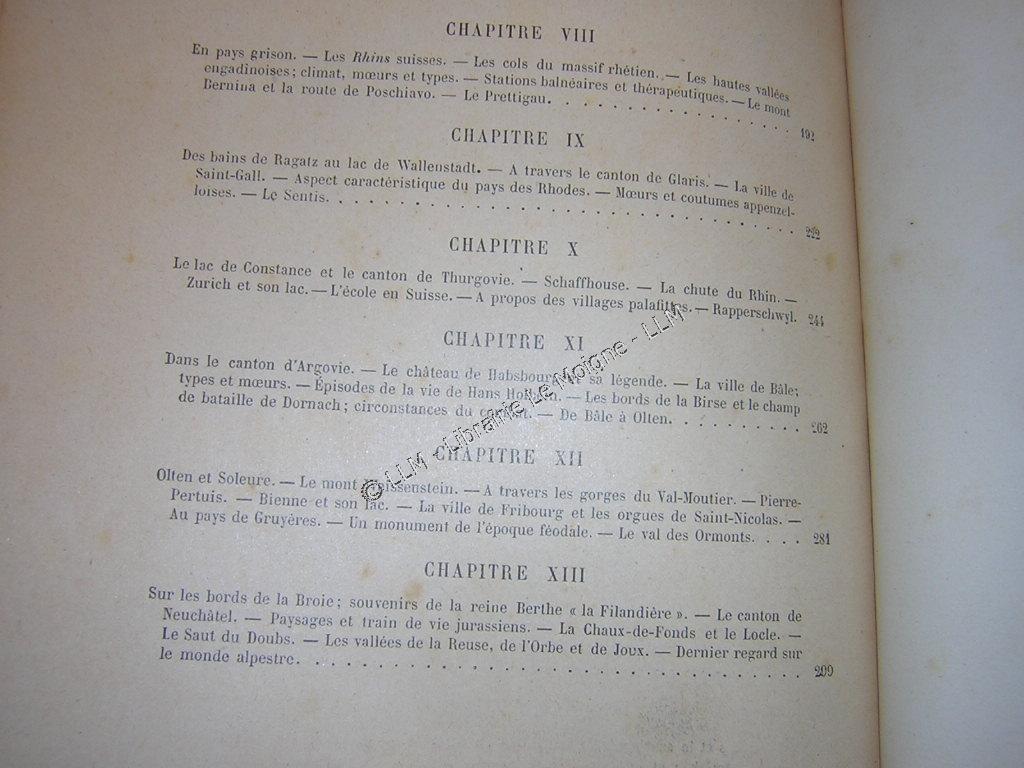 CHAPITRE VIII
En pays grison. — Les Rhins suisses. — Les cols du massif rhétien. — Les hautes vallées
engadinoises; climat, mœurs et types. — Stations balnéaires et thérapeutiques. — Le mont
Bernina et la route de Poschiavo. — Le Prettigau. . . . . . . . . . . . . . . . 192
CHAPITRE IX
Des bains de Ragatz au lac de Wallenstadt. — A travers le canton de Glaris. — La ville de
Saint-Gall. — Aspect caractéristique du pays des Rhodes. — Mœurs et coutumes appenzel-
loises. — Le Sentis. . . . . . . . . . . . . . . . . . . . . . . . . . . . 222
CHAPITRE X
Le lac de Constance et le canton de Thurgovie. — Schaffhouse. — La chute du Rhin. —
Zurich et son lac. — L'école en Suisse. — A propos des villages palafittes. — Rapperschwyl. 244
CHAPITRE XI
Dans le canton d'Argovie. — Le château de Habsbourg sa légende. — La ville de Bâle;
types et mœurs. — Épisodes de la vie de Hans Holbein. — Les bords de la Birse et le champ
de bataille de Dornach; circonstances du — De Bâle à Olten. . . . . . . . . . 262
CHAPITRE XII
Olten et Soleure. — Le mont Weissenstein. — A travers les gorges du Val-Moutier. — Pierre-
Pertuis. — Bienne et son lac. — La ville de Fribourg et les orgues de Saint-Nicolas. —
Au pays de Gruyères. — Un monument de l'époque féodale. — Le val des Ormonts. . . . . 281
CHAPITRE XIII
Sur les bords de la Broie; souvenirs de la reine Berthe « la Filandière ». — Le canton de
Neuchâtel. — Paysages et train de vie jurassiens. — La Chaux-de-Fonds et le Locle. —
Le Saut du Doubs. — Les vallées de la Reuse, de l'Orbe et de Joux. — Dernier regard sur
le monde alpestre. . . . . . . . . . . . . . . . . . . . . . . . . . . . . 299
© LLM - Librairie Le Moigne - LLM